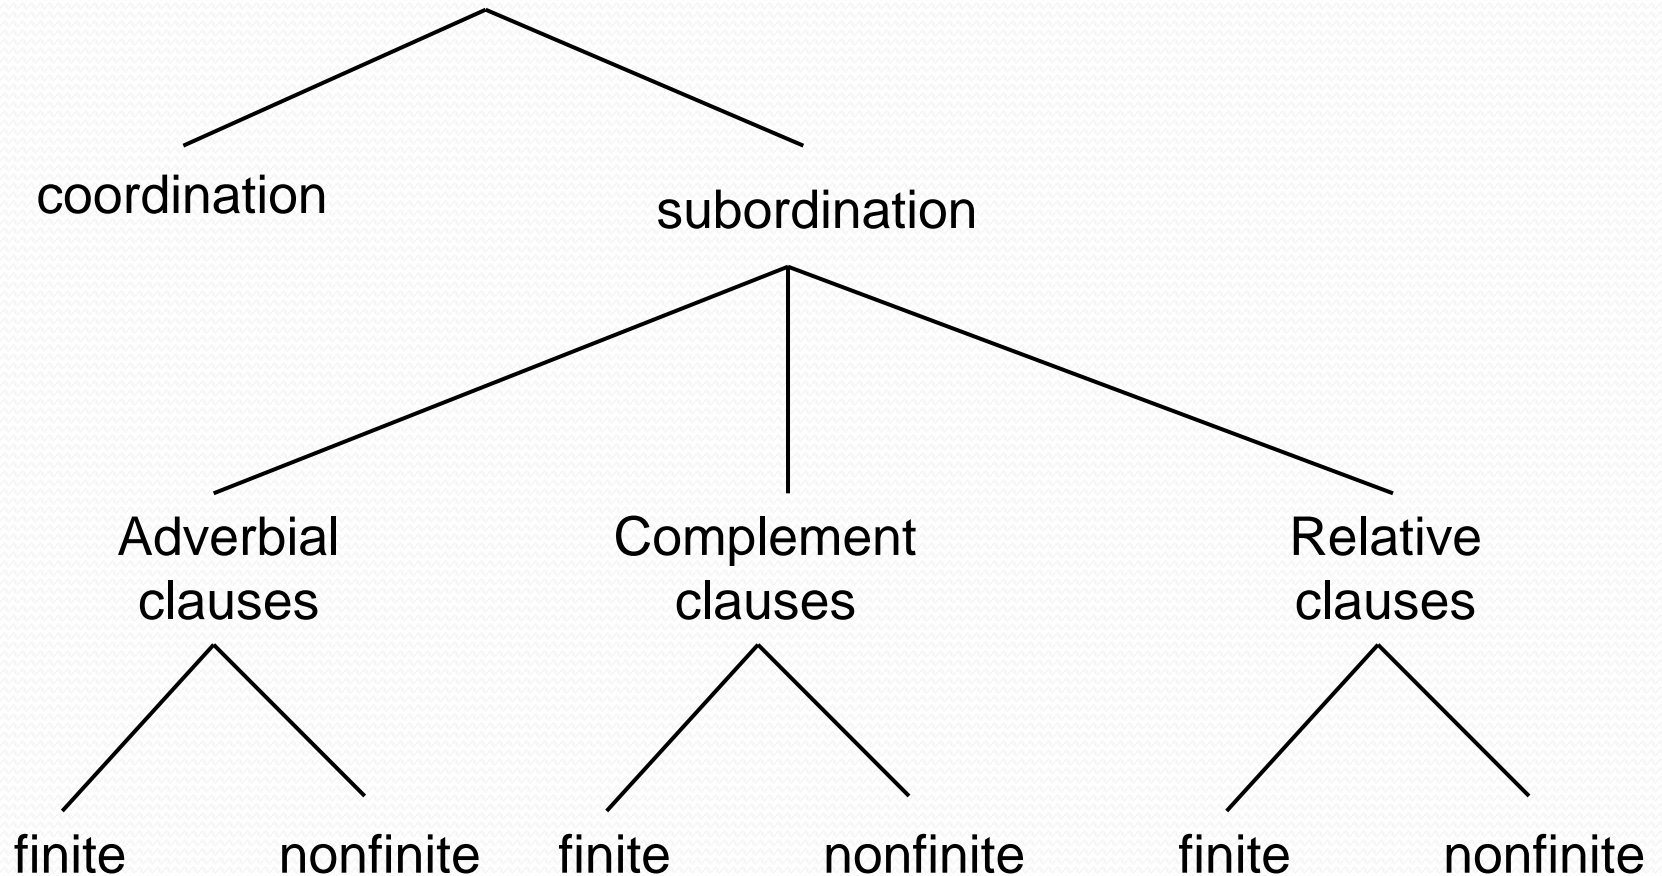 coordination
subordination
Adverbial
clauses
Complement
clauses
Relative
clauses
finite
nonfinite
finite
nonfinite
finite
nonfinite